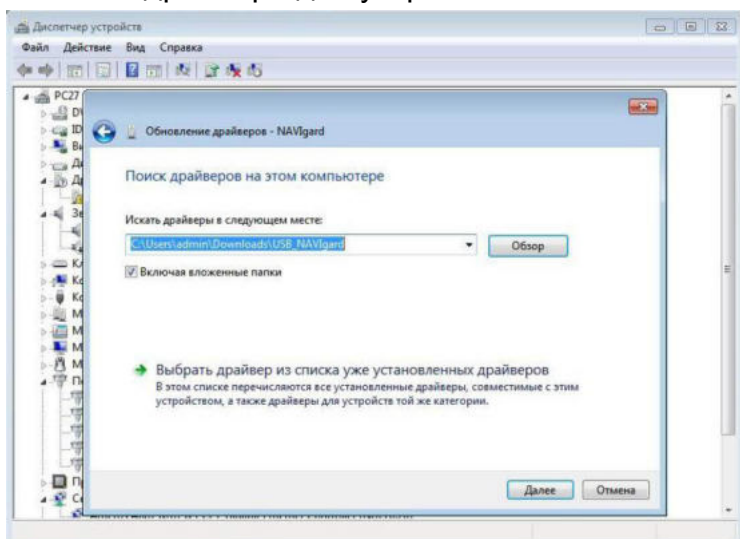 Диспетчер устройств
Файл Действие Вид Справка
PC27
Обновление драйверов - NAVIgard
Поиск драйверов на этом компьютере
Искать драйверы в следующем месте:
C:\Users\admin\Downloads\USB_NAVIgard
Обзор
Включая вложенные папки
Выбрать драйвер из списка уже установленных драйверов
В этом списке перечисляются все установленные драйверы, совместимые с этим
устройством, а также драйверы для устройств той же категории.
Далее Отмена